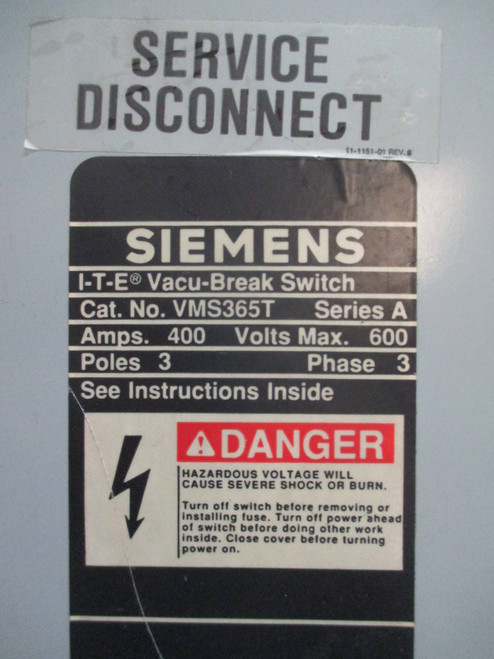 SERVICE
DISCONNECT
11-1151-01 REV. B
SIEMENS
I-T-E® Vacu-Break Switch
Cat. No. VMS365T Series A
Amps. 400 Volts Max. 600
Poles 3 Phase 3
See Instructions Inside
DANGER
HAZARDOUS VOLTAGE WILL
CAUSE SEVERE SHOCK OR BURN.
Turn off switch before removing or
installing fuse. Turn off power ahead
of switch before doing other work
inside. Close cover before turning
power on.